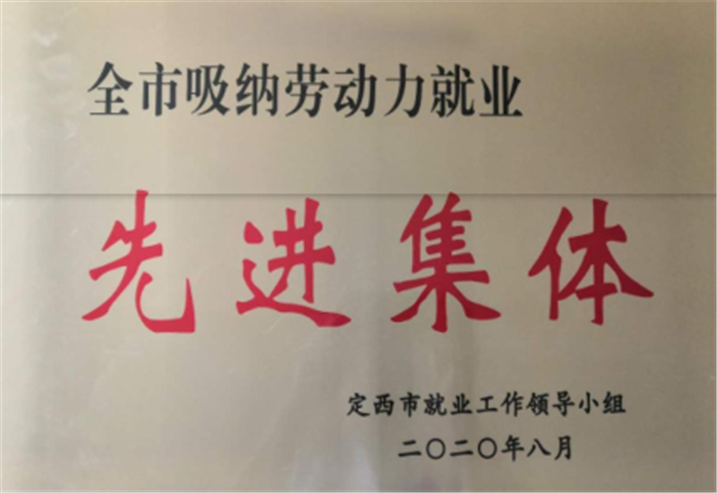 全市吸纳劳动力就业
先进集体
定西市就业工作领导小组
二〇二〇年八月